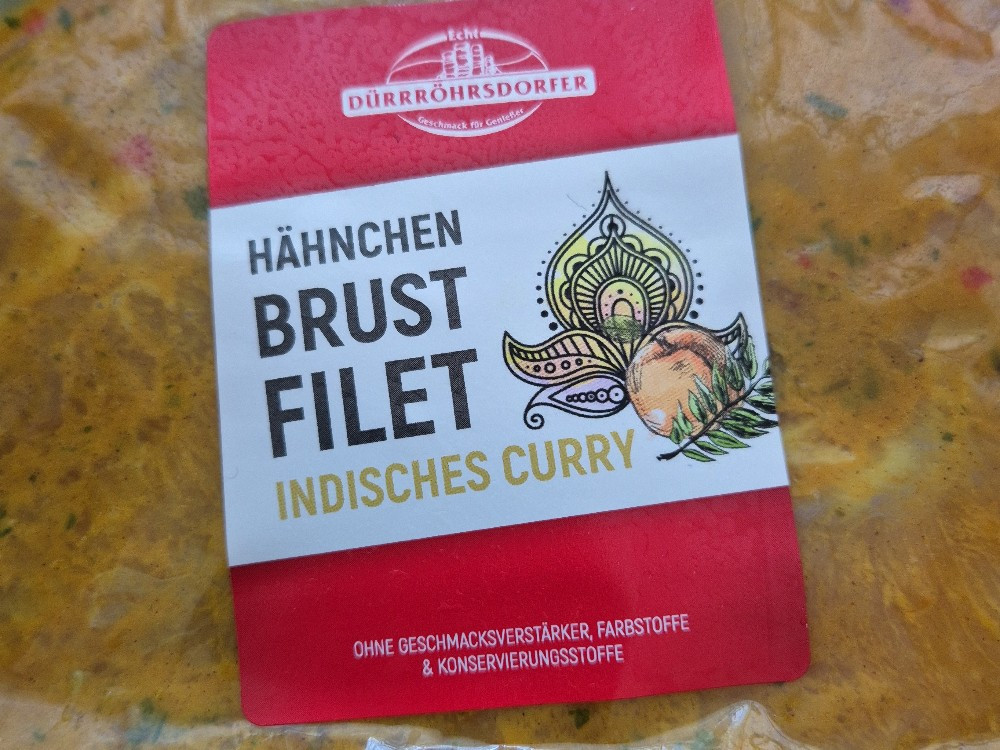 Echt
DÜRRRÖHRSDORFER
Geschmack für Genießer
HÄHNCHEN
BRUST
FILET
INDISCHES CURRY
OHNE GESCHMACKSVERSTÄRKER, FARBSTOFFE
& KONSERVIERUNGSSTOFFE